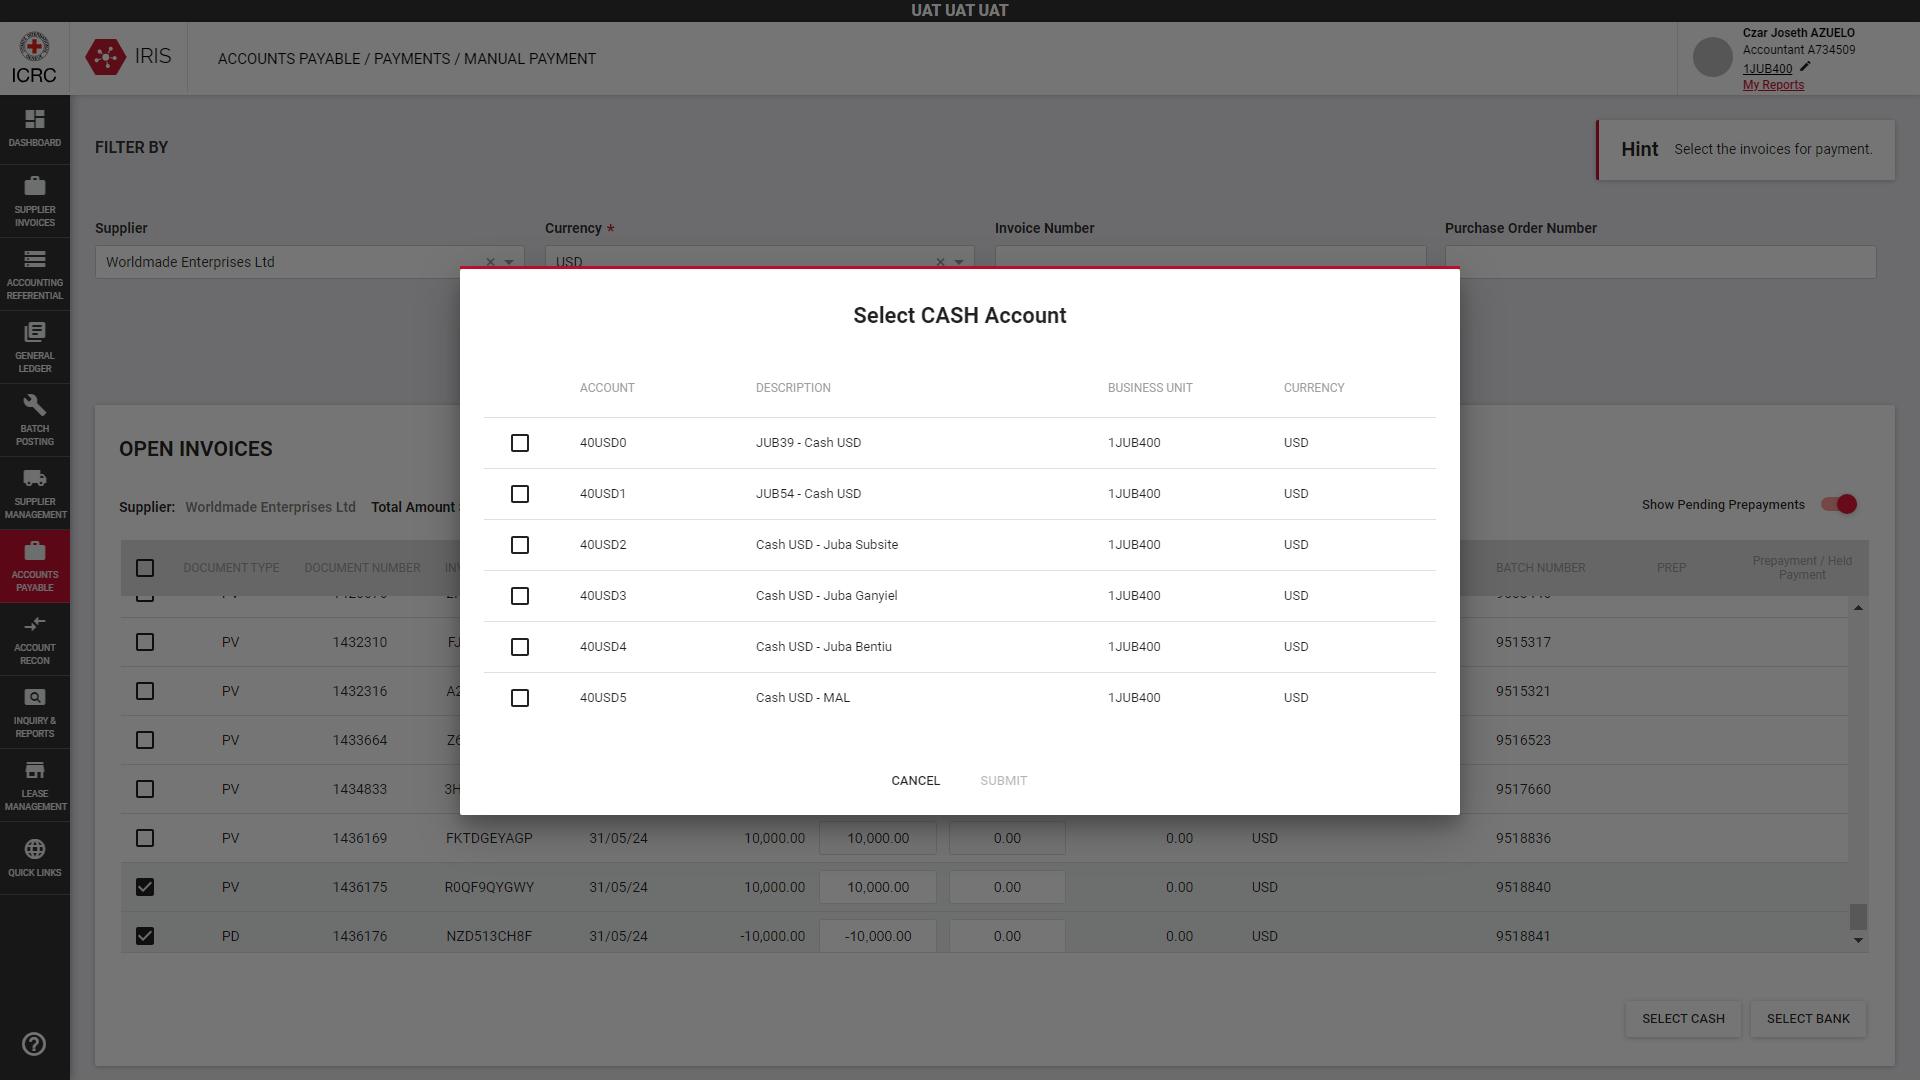 UAT UAT UAT
ICRC
IRIS
ACCOUNTS PAYABLE / PAYMENTS / MANUAL PAYMENT
Czar Joseth AZUELO
Accountant A734509
1JUB400
My Reports
DASHBOARD
SUPPLIER
INVOICES
ACCOUNTING
REFERENTIAL
GENERAL
LEDGER
BATCH
POSTING
SUPPLIER
MANAGEMENT
ACCOUNTS
PAYABLE
ACCOUNT
RECON
INQUIRY &
REPORTS
LEASE
MANAGEMENT
QUICK LINKS
FILTER BY
Hint Select the invoices for payment.
Supplier Currency * Invoice Number Purchase Order Number
Worldmade Enterprises Ltd USD
Select CASH Account
ACCOUNT DESCRIPTION BUSINESS UNIT CURRENCY
40USD0 JUB39 - Cash USD 1JUB400 USD
40USD1 JUB54 - Cash USD 1JUB400 USD
40USD2 Cash USD - Juba Subsite 1JUB400 USD
40USD3 Cash USD - Juba Ganyiel 1JUB400 USD
40USD4 Cash USD - Juba Bentiu 1JUB400 USD
40USD5 Cash USD - MAL 1JUB400 USD
CANCEL SUBMIT
OPEN INVOICES
Supplier: Worldmade Enterprises Ltd Total Amount
Show Pending Prepayments
DOCUMENT TYPE DOCUMENT NUMBER BATCH NUMBER PREP Prepayment / Held
Payment
PV 1432310 FJ 9515317
PV 1432316 A2 9515321
PV 1433664 Z6 9516523
PV 1434833 3H 9517660
PV 1436169 FKTDGEYAGP 31/05/24 10,000.00 10,000.00 0.00 0.00 USD 9518836
PV 1436175 R0QF9QYGWY 31/05/24 10,000.00 10,000.00 0.00 0.00 USD 9518840
PD 1436176 NZD513CH8F 31/05/24 -10,000.00 -10,000.00 0.00 0.00 USD 9518841
SELECT CASH SELECT BANK